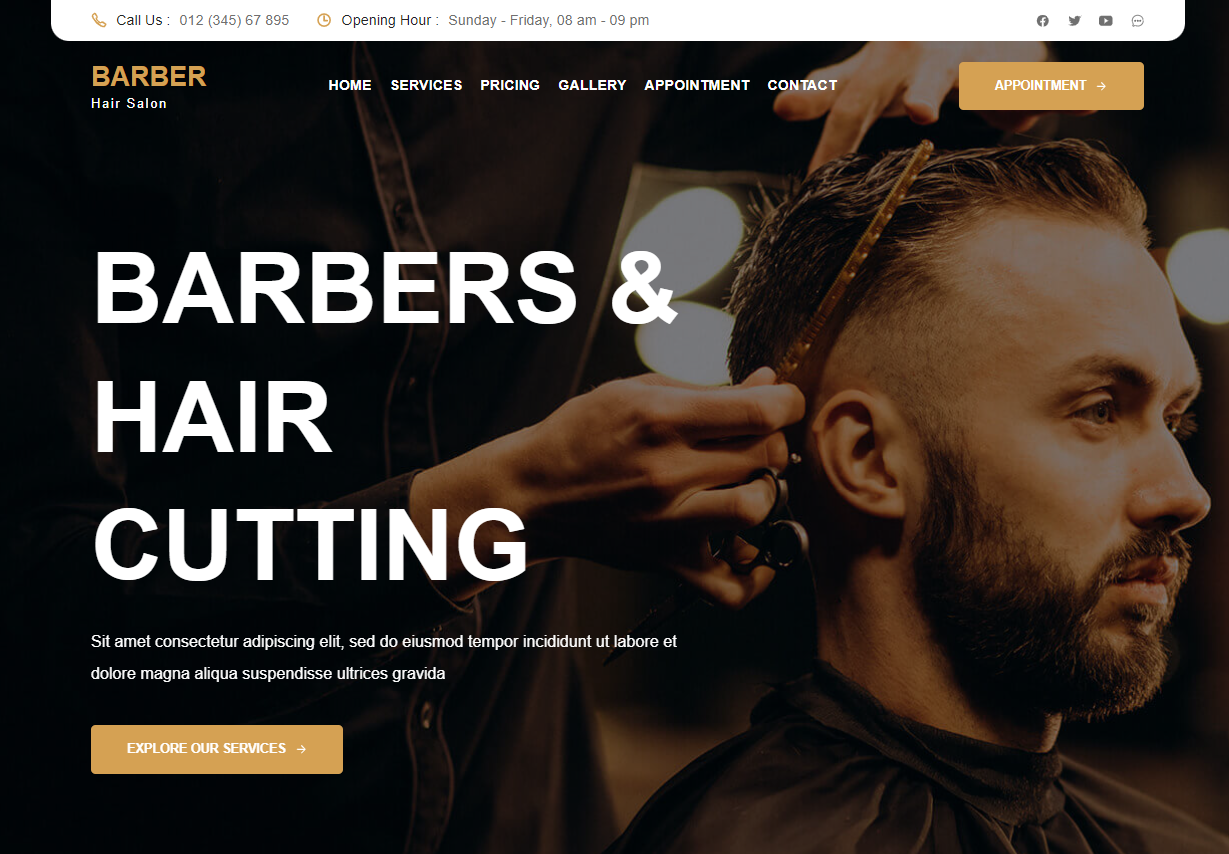 Call Us : 012 (345) 67 895 Opening Hour : Sunday - Friday, 08 am - 09 pm
BARBER
Hair Salon
HOME SERVICES PRICING GALLERY APPOINTMENT CONTACT
APPOINTMENT →
BARBERS &
HAIR
CUTTING
Sit amet consectetur adipiscing elit, sed do eiusmod tempor incididunt ut labore et
dolore magna aliqua suspendisse ultrices gravida
EXPLORE OUR SERVICES →